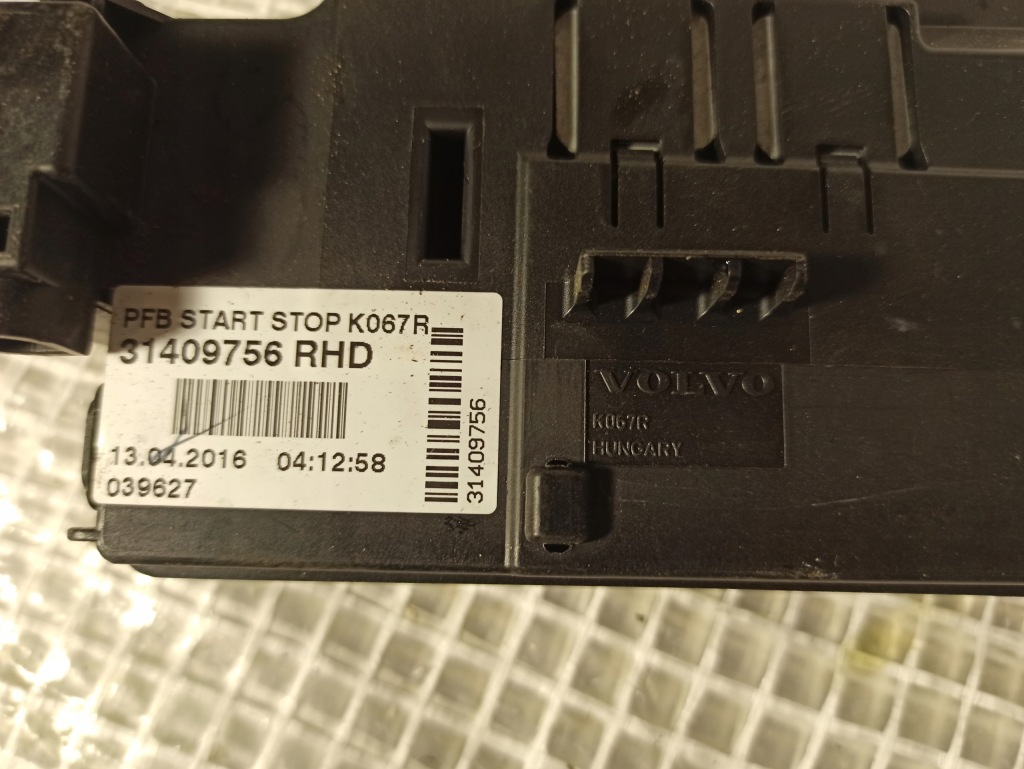 PFB START STOP K067R
31409756 RHD
13.04.2016 04:12:58
039627
31409756
VOLVO
K067R
HUNGARY